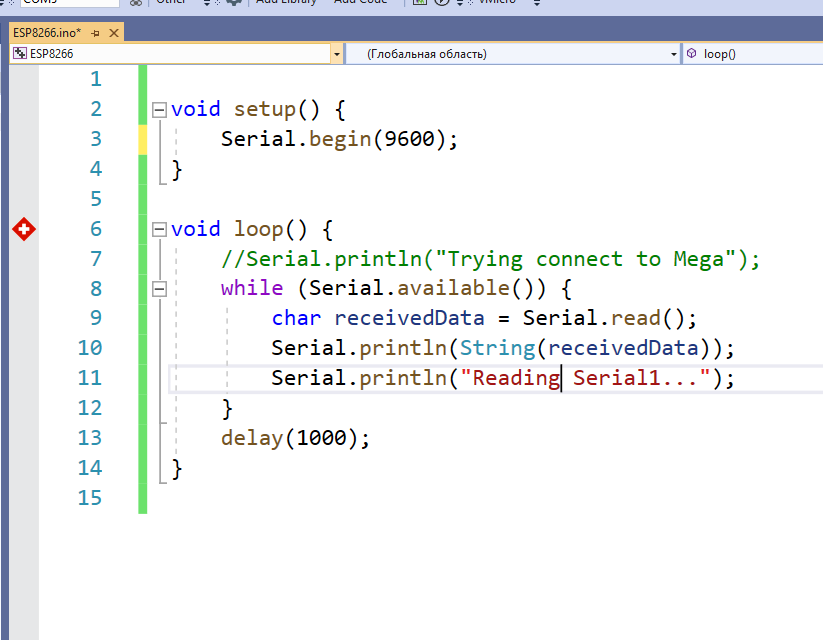 COM5 Other Add Library Add Code vMicro
ESP8266.ino*
ESP8266 (Глобальная область) loop()
1
2 void setup() {
3 Serial.begin(9600);
4 }
5
6 void loop() {
7 //Serial.println("Trying connect to Mega");
8 while (Serial.available()) {
9 char receivedData = Serial.read();
10 Serial.println(String(receivedData));
11 Serial.println("Reading Serial1...");
12 }
13 delay(1000);
14 }
15